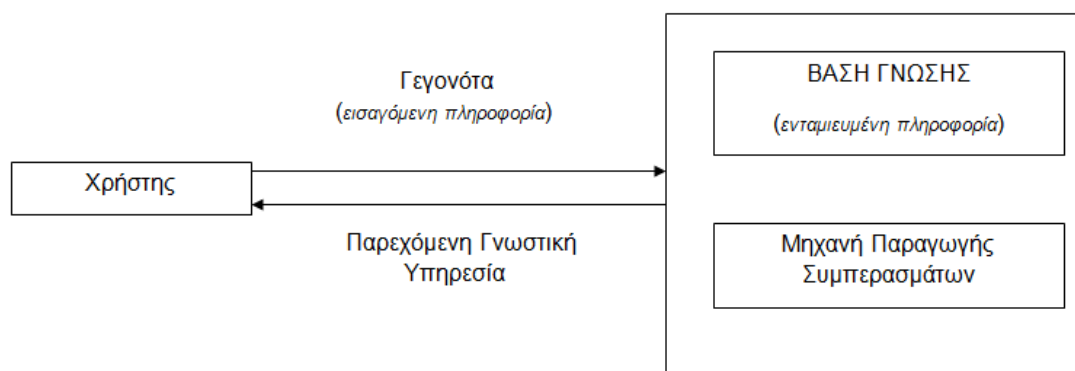 Χρήστης
Γεγονότα
(εισαγόμενη πληροφορία)
Παρεχόμενη Γνωστική
Υπηρεσία
ΒΑΣΗ ΓΝΩΣΗΣ
(ενταμιευμένη πληροφορία)
Μηχανή Παραγωγής
Συμπερασμάτων